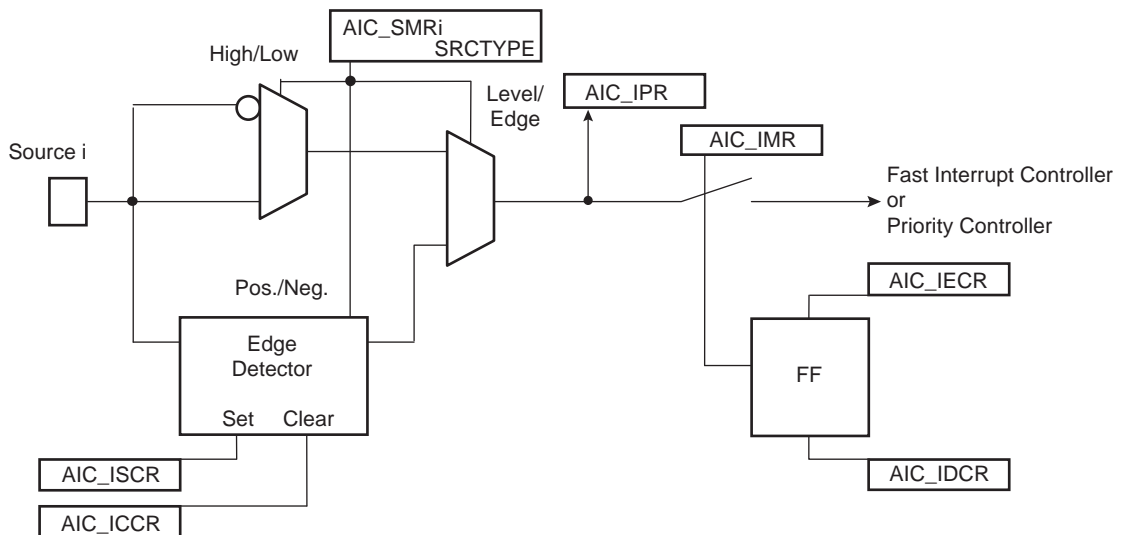 AIC_SMRi
SRCTYPE
High/Low
Level/
Edge
AIC_IPR
AIC_IMR
Source i
Fast Interrupt Controller
or
Priority Controller
Pos./Neg.
AIC_IECR
Edge
Detector
FF
Set Clear
AIC_ISCR
AIC_IDCR
AIC_ICCR